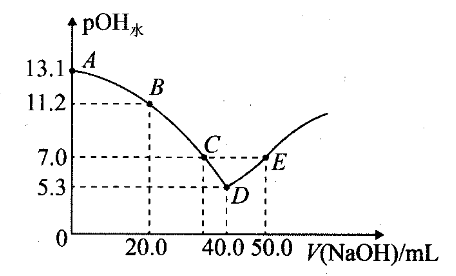 pOH水
13.1 A
11.2 B
7.0 C E
5.3 D
0 20.0 40.0 50.0 V(NaOH)/mL